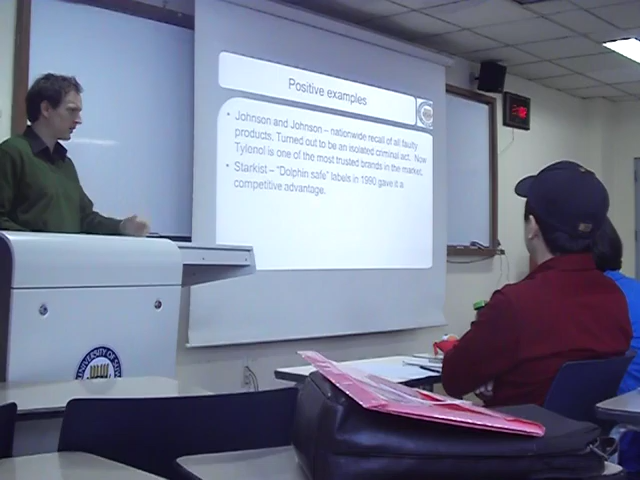 Positive examples
• Johnson and Johnson – nationwide recall of all faulty
products. Turned out to be an isolated criminal act. Now
Tylenol is one of the most trusted brands in the market.
• Starkist – "Dolphin safe" labels in 1990 gave it a
competitive advantage.
UNIVERSITY OF